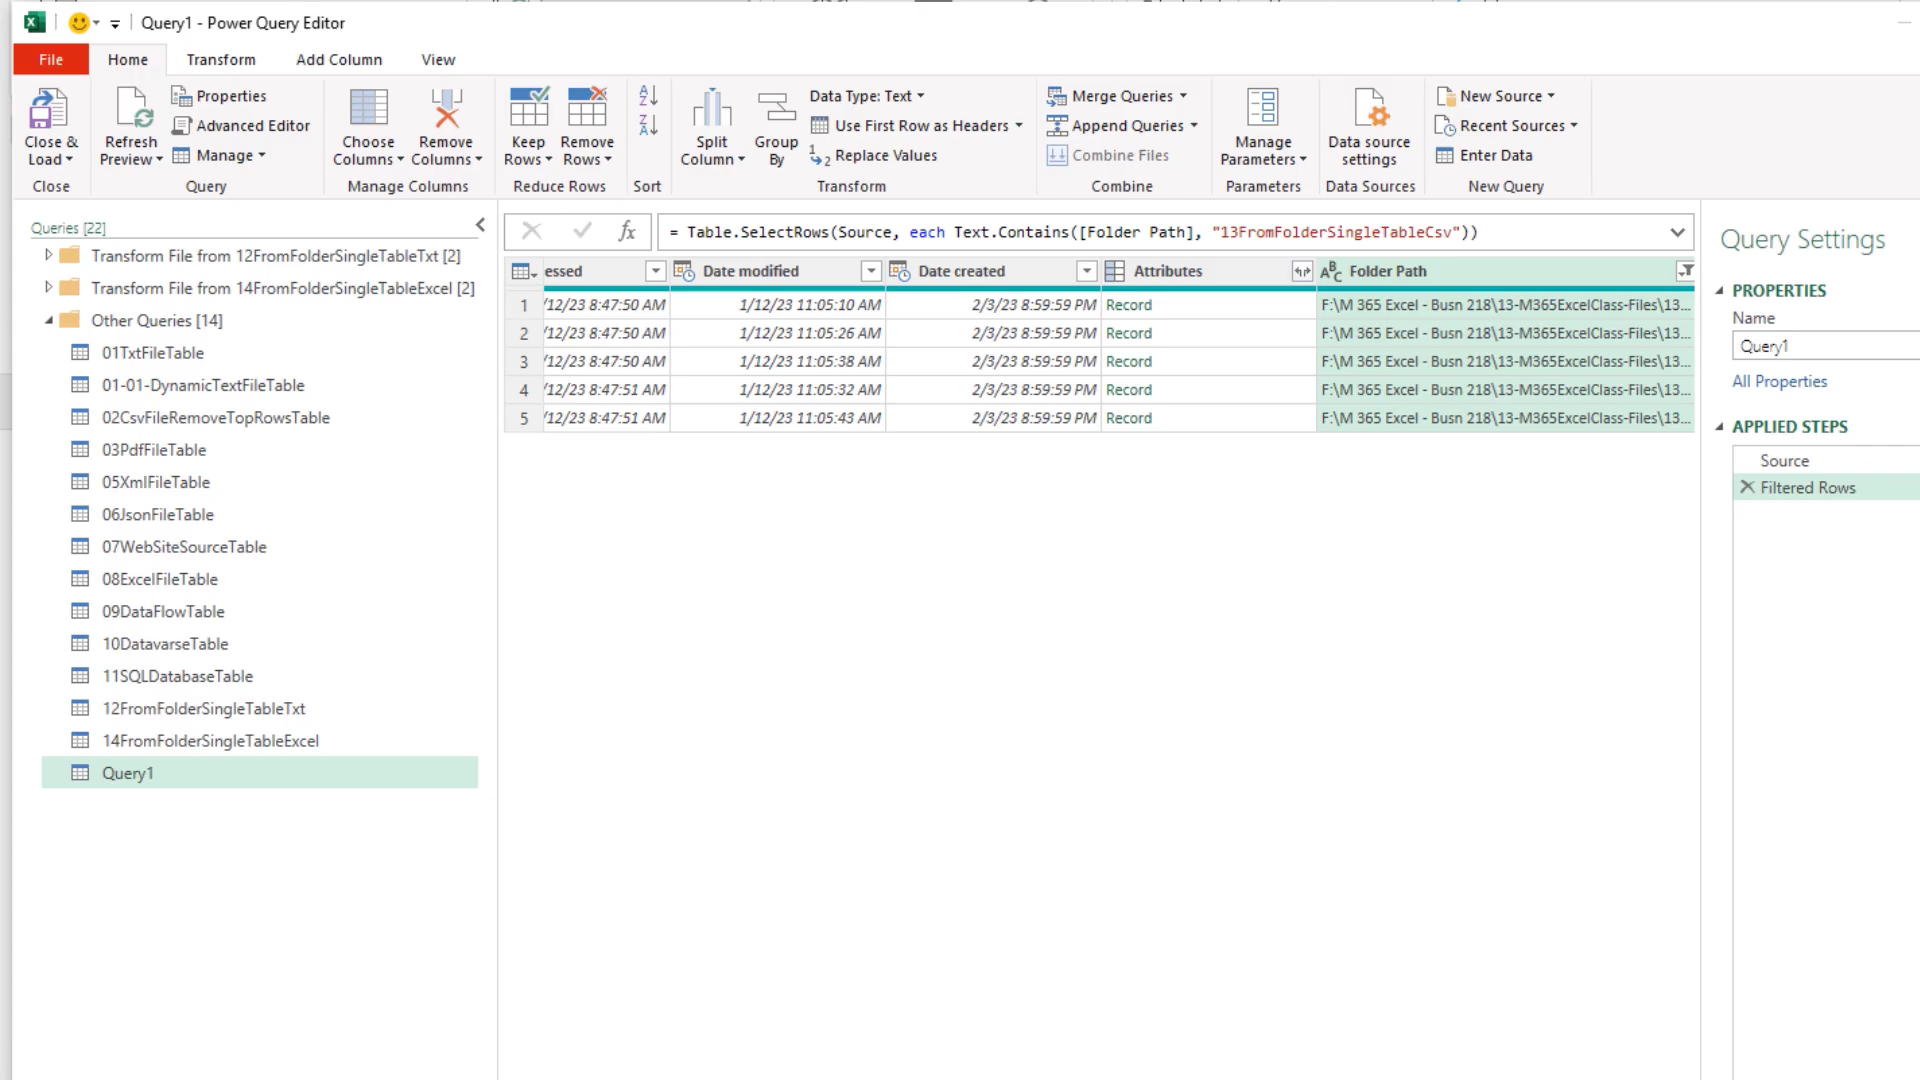 Query1 - Power Query Editor
File Home Transform Add Column View
Close & Load
Close
Refresh Preview
Properties
Advanced Editor
Manage
Query
Choose Columns
Remove Columns
Manage Columns
Keep Rows
Remove Rows
Reduce Rows
Sort
Split Column
Group By
Data Type: Text
Use First Row as Headers
Replace Values
Transform
Merge Queries
Append Queries
Combine Files
Combine
Manage Parameters
Parameters
Data source settings
Data Sources
New Source
Recent Sources
Enter Data
New Query
Queries [22]
Transform File from 12FromFolderSingleTableTxt [2]
Transform File from 14FromFolderSingleTableExcel [2]
Other Queries [14]
01TxtFileTable
01-01-DynamicTextFileTable
02CsvFileRemoveTopRowsTable
03PdfFileTable
05XmlFileTable
06JsonFileTable
07WebSiteSourceTable
08ExcelFileTable
09DataFlowTable
10DatavarseTable
11SQLDatabaseTable
12FromFolderSingleTableTxt
14FromFolderSingleTableExcel
Query1
fx = Table.SelectRows(Source, each Text.Contains([Folder Path], "13FromFolderSingleTableCsv"))
essed Date modified Date created Attributes ABC Folder Path
1 /12/23 8:47:50 AM 1/12/23 11:05:10 AM 2/3/23 8:59:59 PM Record F:\M 365 Excel - Busn 218\13-M365ExcelClass-Files\13...
2 /12/23 8:47:50 AM 1/12/23 11:05:26 AM 2/3/23 8:59:59 PM Record F:\M 365 Excel - Busn 218\13-M365ExcelClass-Files\13...
3 /12/23 8:47:50 AM 1/12/23 11:05:38 AM 2/3/23 8:59:59 PM Record F:\M 365 Excel - Busn 218\13-M365ExcelClass-Files\13...
4 /12/23 8:47:51 AM 1/12/23 11:05:32 AM 2/3/23 8:59:59 PM Record F:\M 365 Excel - Busn 218\13-M365ExcelClass-Files\13...
5 /12/23 8:47:51 AM 1/12/23 11:05:43 AM 2/3/23 8:59:59 PM Record F:\M 365 Excel - Busn 218\13-M365ExcelClass-Files\13...
Query Settings
PROPERTIES
Name
Query1
All Properties
APPLIED STEPS
Source
Filtered Rows